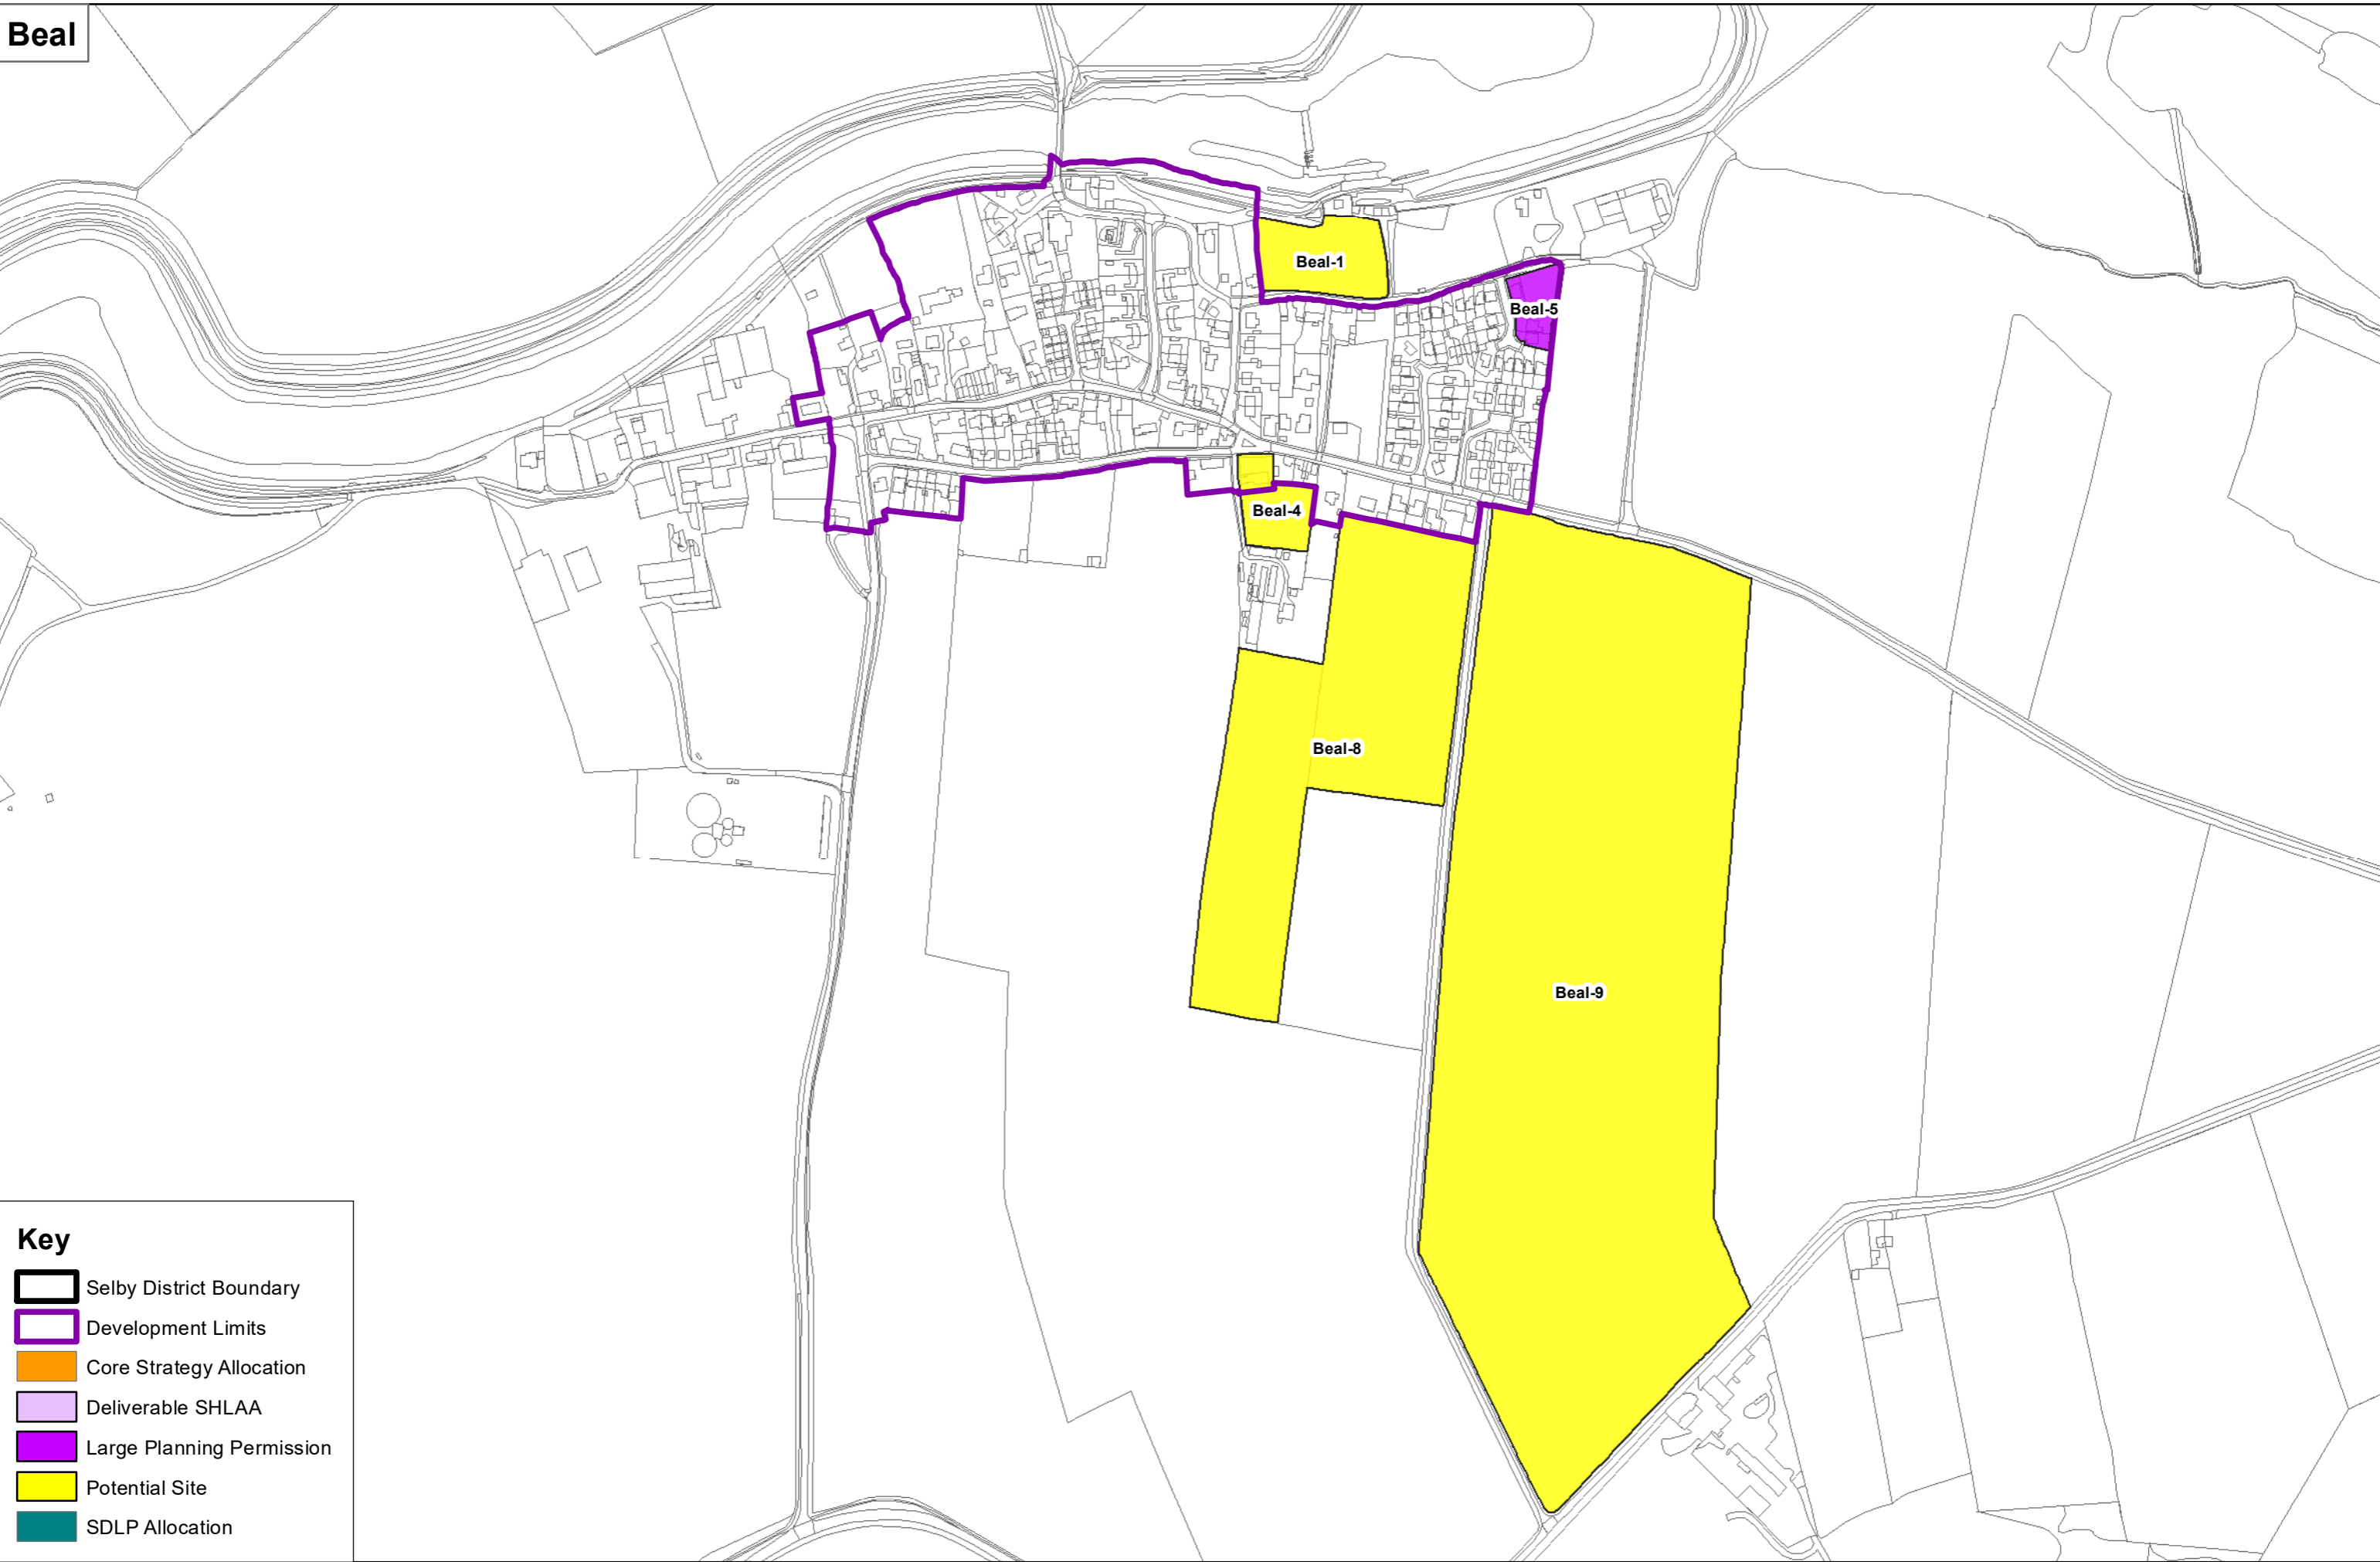 Beal
Beal-1
Beal-5
Beal-4
Beal-8
Beal-9
Key
Selby District Boundary
Development Limits
Core Strategy Allocation
Deliverable SHLAA
Large Planning Permission
Potential Site
SDLP Allocation